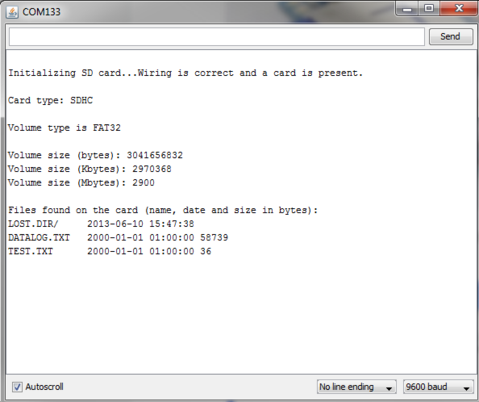 COM133
Send
Initializing SD card...Wiring is correct and a card is present.
Card type: SDHC
Volume type is FAT32
Volume size (bytes): 3041656832
Volume size (Kbytes): 2970368
Volume size (Mbytes): 2900
Files found on the card (name, date and size in bytes):
LOST.DIR/     2013-06-10 15:47:38
DATALOG.TXT   2000-01-01 01:00:00 58739
TEST.TXT      2000-01-01 01:00:00 36
Autoscroll No line ending 9600 baud